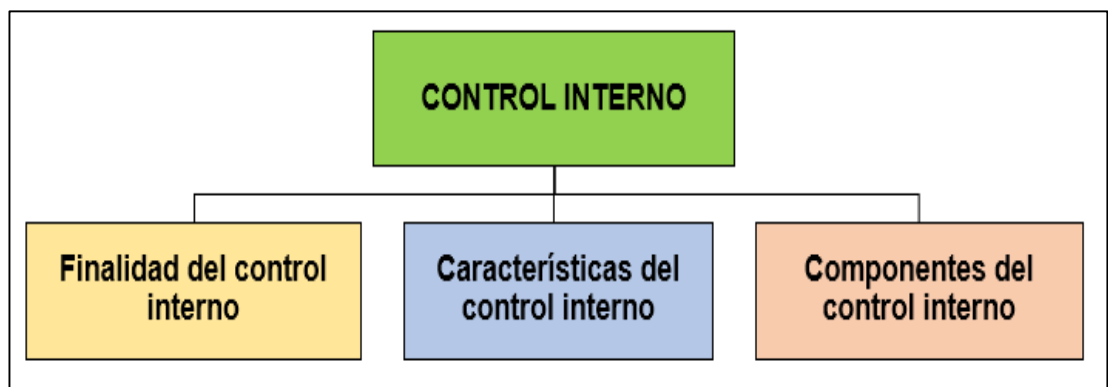 CONTROL INTERNO
Finalidad del control
interno
Características del
control interno
Componentes del
control interno